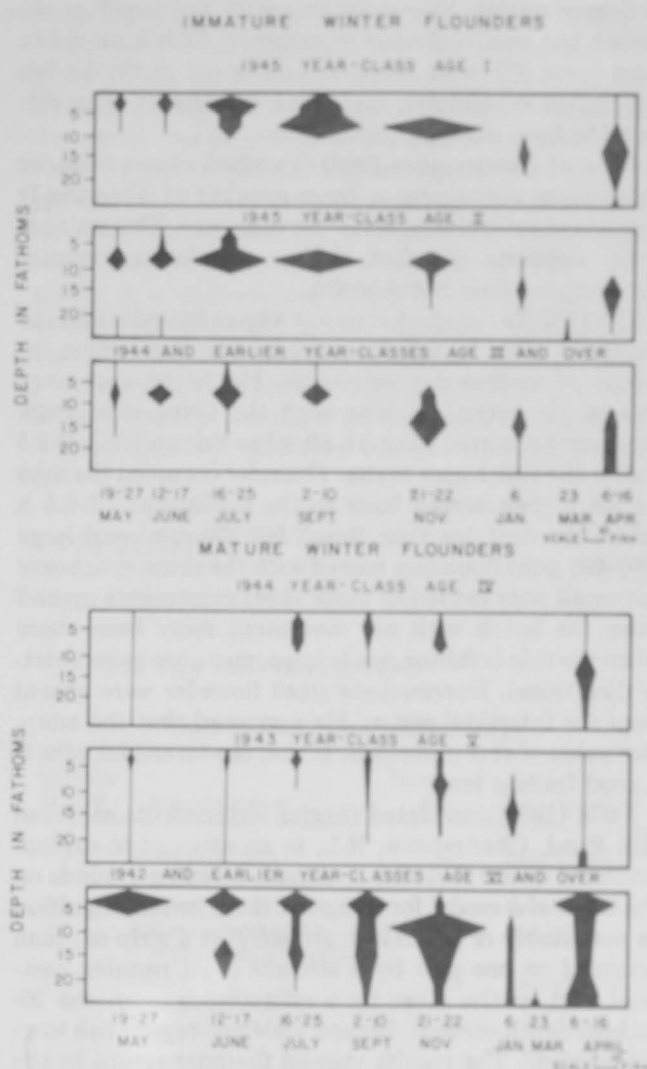 IMMATURE WINTER FLOUNDERS
1945 YEAR-CLASS AGE I
5
10
15
20
1945 YEAR-CLASS AGE II
5
10
15
20
1944 AND EARLIER YEAR-CLASSES AGE III AND OVER
5
10
15
20
DEPTH IN FATHOMS
19-27 12-17 16-25 2-10 21-22 6 23 6-16
MAY JUNE JULY SEPT NOV. JAN. MAR. APR.
SCALE FISH
MATURE WINTER FLOUNDERS
1944 YEAR-CLASS AGE IV
5
10
15
20
1943 YEAR-CLASS AGE V
5
10
15
20
1942 AND EARLIER YEAR-CLASSES AGE VI AND OVER
5
10
15
20
DEPTH IN FATHOMS
19-27 12-17 16-25 2-10 21-22 6 23 6-16
MAY JUNE JULY SEPT NOV. JAN. MAR. APRIL
SCALE FISH